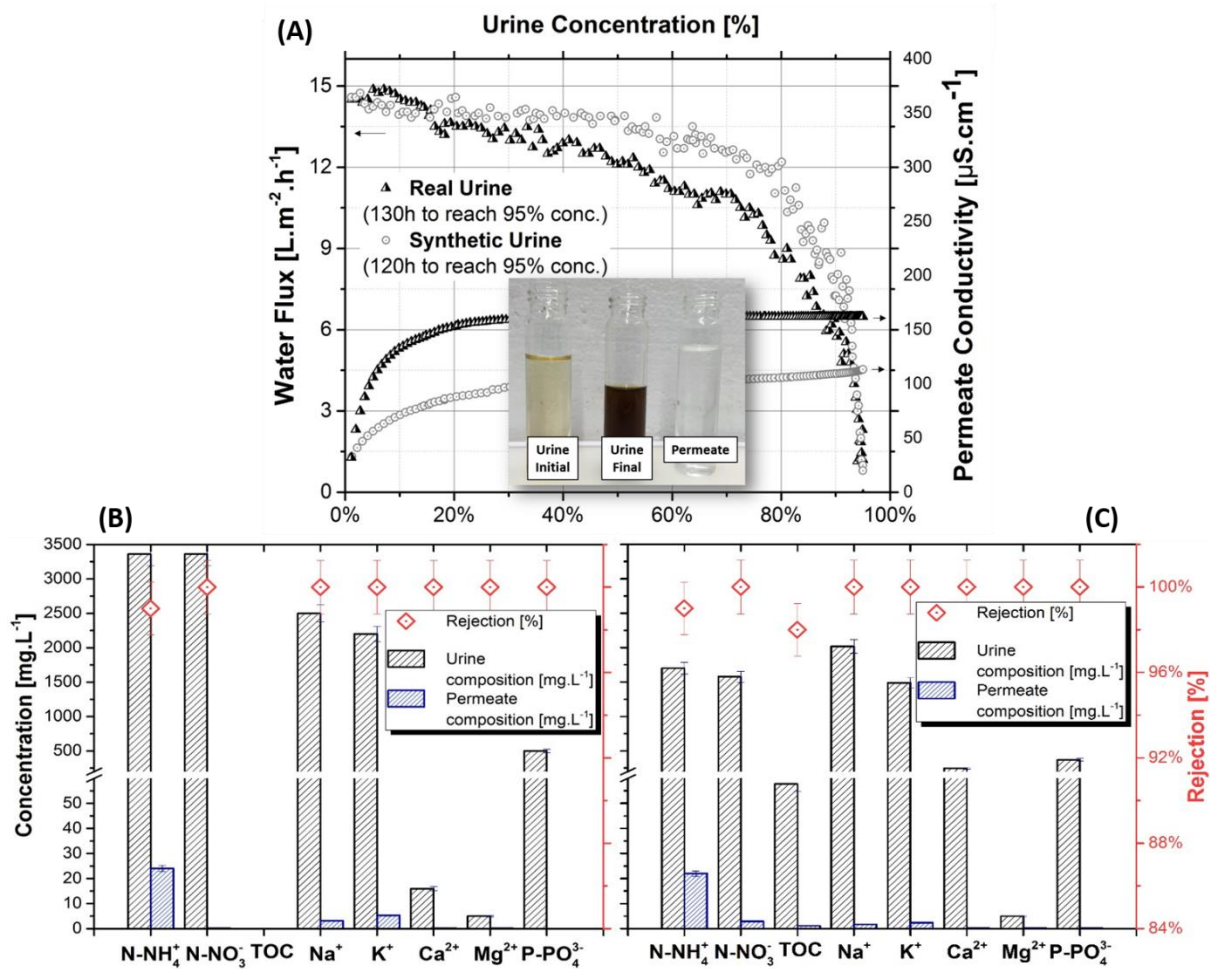 (A)
Urine Concentration [%]
Water Flux [L.m⁻².h⁻¹]
15
12
9
6
3
0
400
350
300
250
200
150
100
50
0
Permeate Conductivity [µS.cm⁻¹]
Real Urine
(130h to reach 95% conc.)
Synthetic Urine
(120h to reach 95% conc.)
Urine
Initial
Urine
Final
Permeate
0%
20%
40%
60%
80%
100%
(B)
Concentration [mg.L⁻¹]
3500
3000
2500
2000
1500
1000
500
50
40
30
20
10
0
Rejection [%]
Urine
composition [mg.L⁻¹]
Permeate
composition [mg.L⁻¹]
N-NH₄⁺ N-NO₃⁻ TOC Na⁺ K⁺ Ca²⁺ Mg²⁺ P-PO₄³⁻
(C)
Rejection [%]
Urine
composition [mg.L⁻¹]
Permeate
composition [mg.L⁻¹]
100%
96%
92%
88%
84%
Rejection [%]
N-NH₄⁺ N-NO₃⁻ TOC Na⁺ K⁺ Ca²⁺ Mg²⁺ P-PO₄³⁻